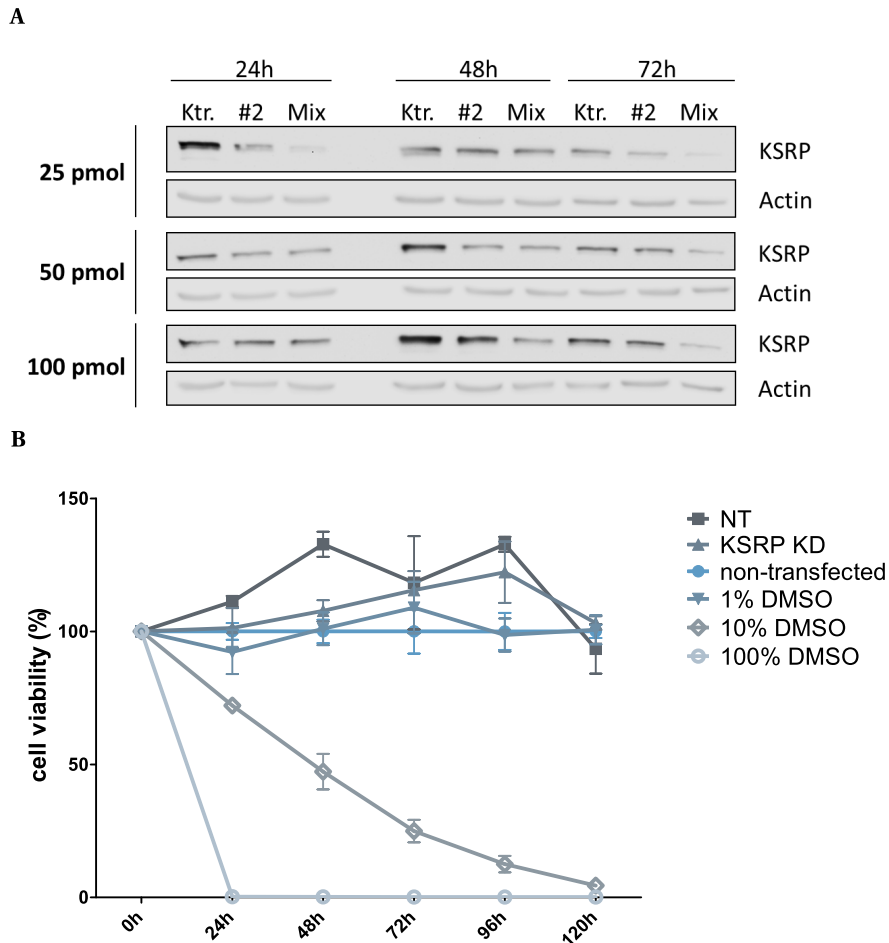 A
24h 48h 72h
Ktr. #2 Mix Ktr. #2 Mix Ktr. #2 Mix
25 pmol
KSRP
Actin
50 pmol
KSRP
Actin
100 pmol
KSRP
Actin
B
150
100
50
0
cell viability (%)
0h 24h 48h 72h 96h 120h
NT
KSRP KD
non-transfected
1% DMSO
10% DMSO
100% DMSO